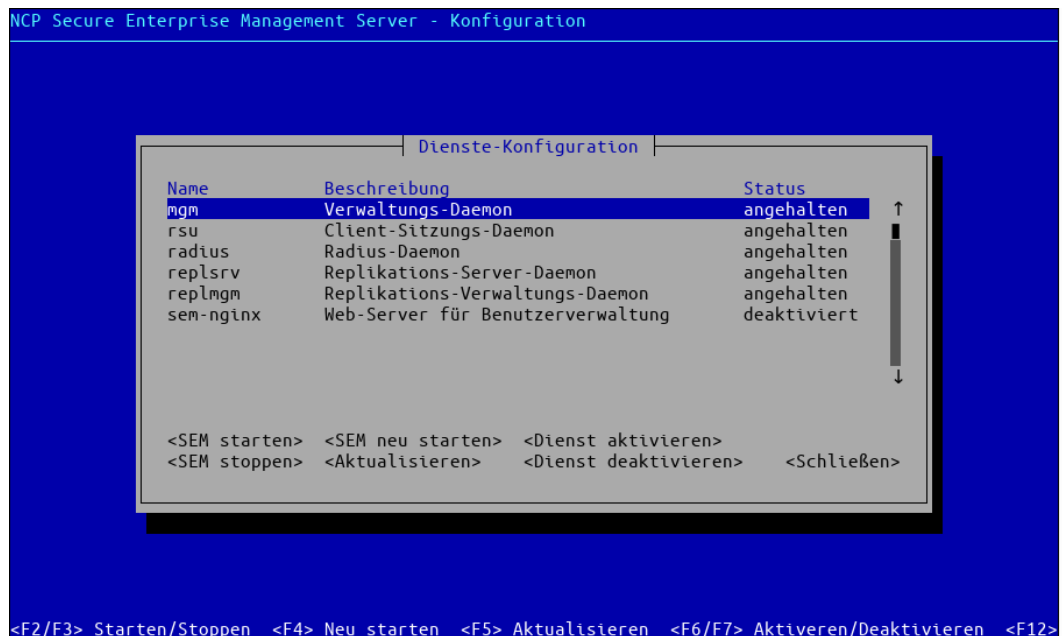 NCP Secure Enterprise Management Server - Konfiguration
Dienste-Konfiguration
Name Beschreibung Status
mgm Verwaltungs-Daemon angehalten ↑
rsu Client-Sitzungs-Daemon angehalten
radius Radius-Daemon angehalten
replsrv Replikations-Server-Daemon angehalten
replmgm Replikations-Verwaltungs-Daemon angehalten
sem-nginx Web-Server für Benutzerverwaltung deaktiviert
↓
<SEM starten> <SEM neu starten> <Dienst aktivieren>
<SEM stoppen> <Aktualisieren> <Dienst deaktivieren> <Schließen>
<F2/F3> Starten/Stoppen <F4> Neu starten <F5> Aktualisieren <F6/F7> Aktiveren/Deaktivieren <F12>